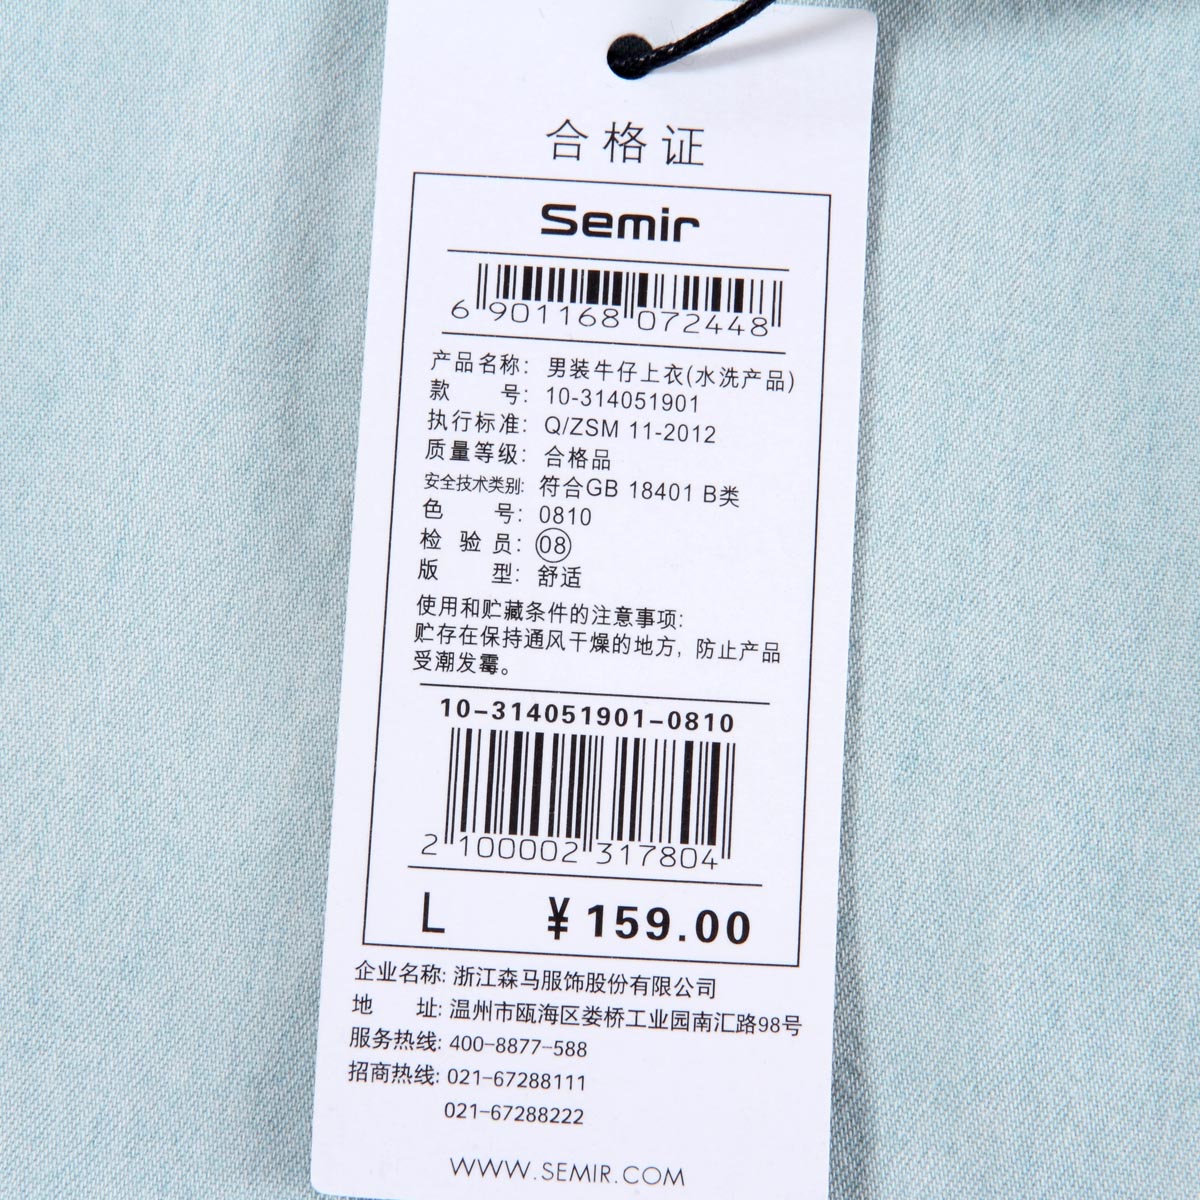 合格证
Semir
6 901168 072448
产品名称: 男装牛仔上衣(水洗产品)
款 号: 10-314051901
执行标准: Q/ZSM 11-2012
质量等级: 合格品
安全技术类别: 符合GB 18401 B类
色 号: 0810
检 验 员: 08
版 型: 舒适
使用和贮藏条件的注意事项:
贮存在保持通风干燥的地方, 防止产品
受潮发霉。
10-314051901-0810
2 100002 317804
L ¥159.00
企业名称: 浙江森马服饰股份有限公司
地 址: 温州市瓯海区娄桥工业园南汇路98号
服务热线: 400-8877-588
招商热线: 021-67288111
021-67288222
WWW.SEMIR.COM